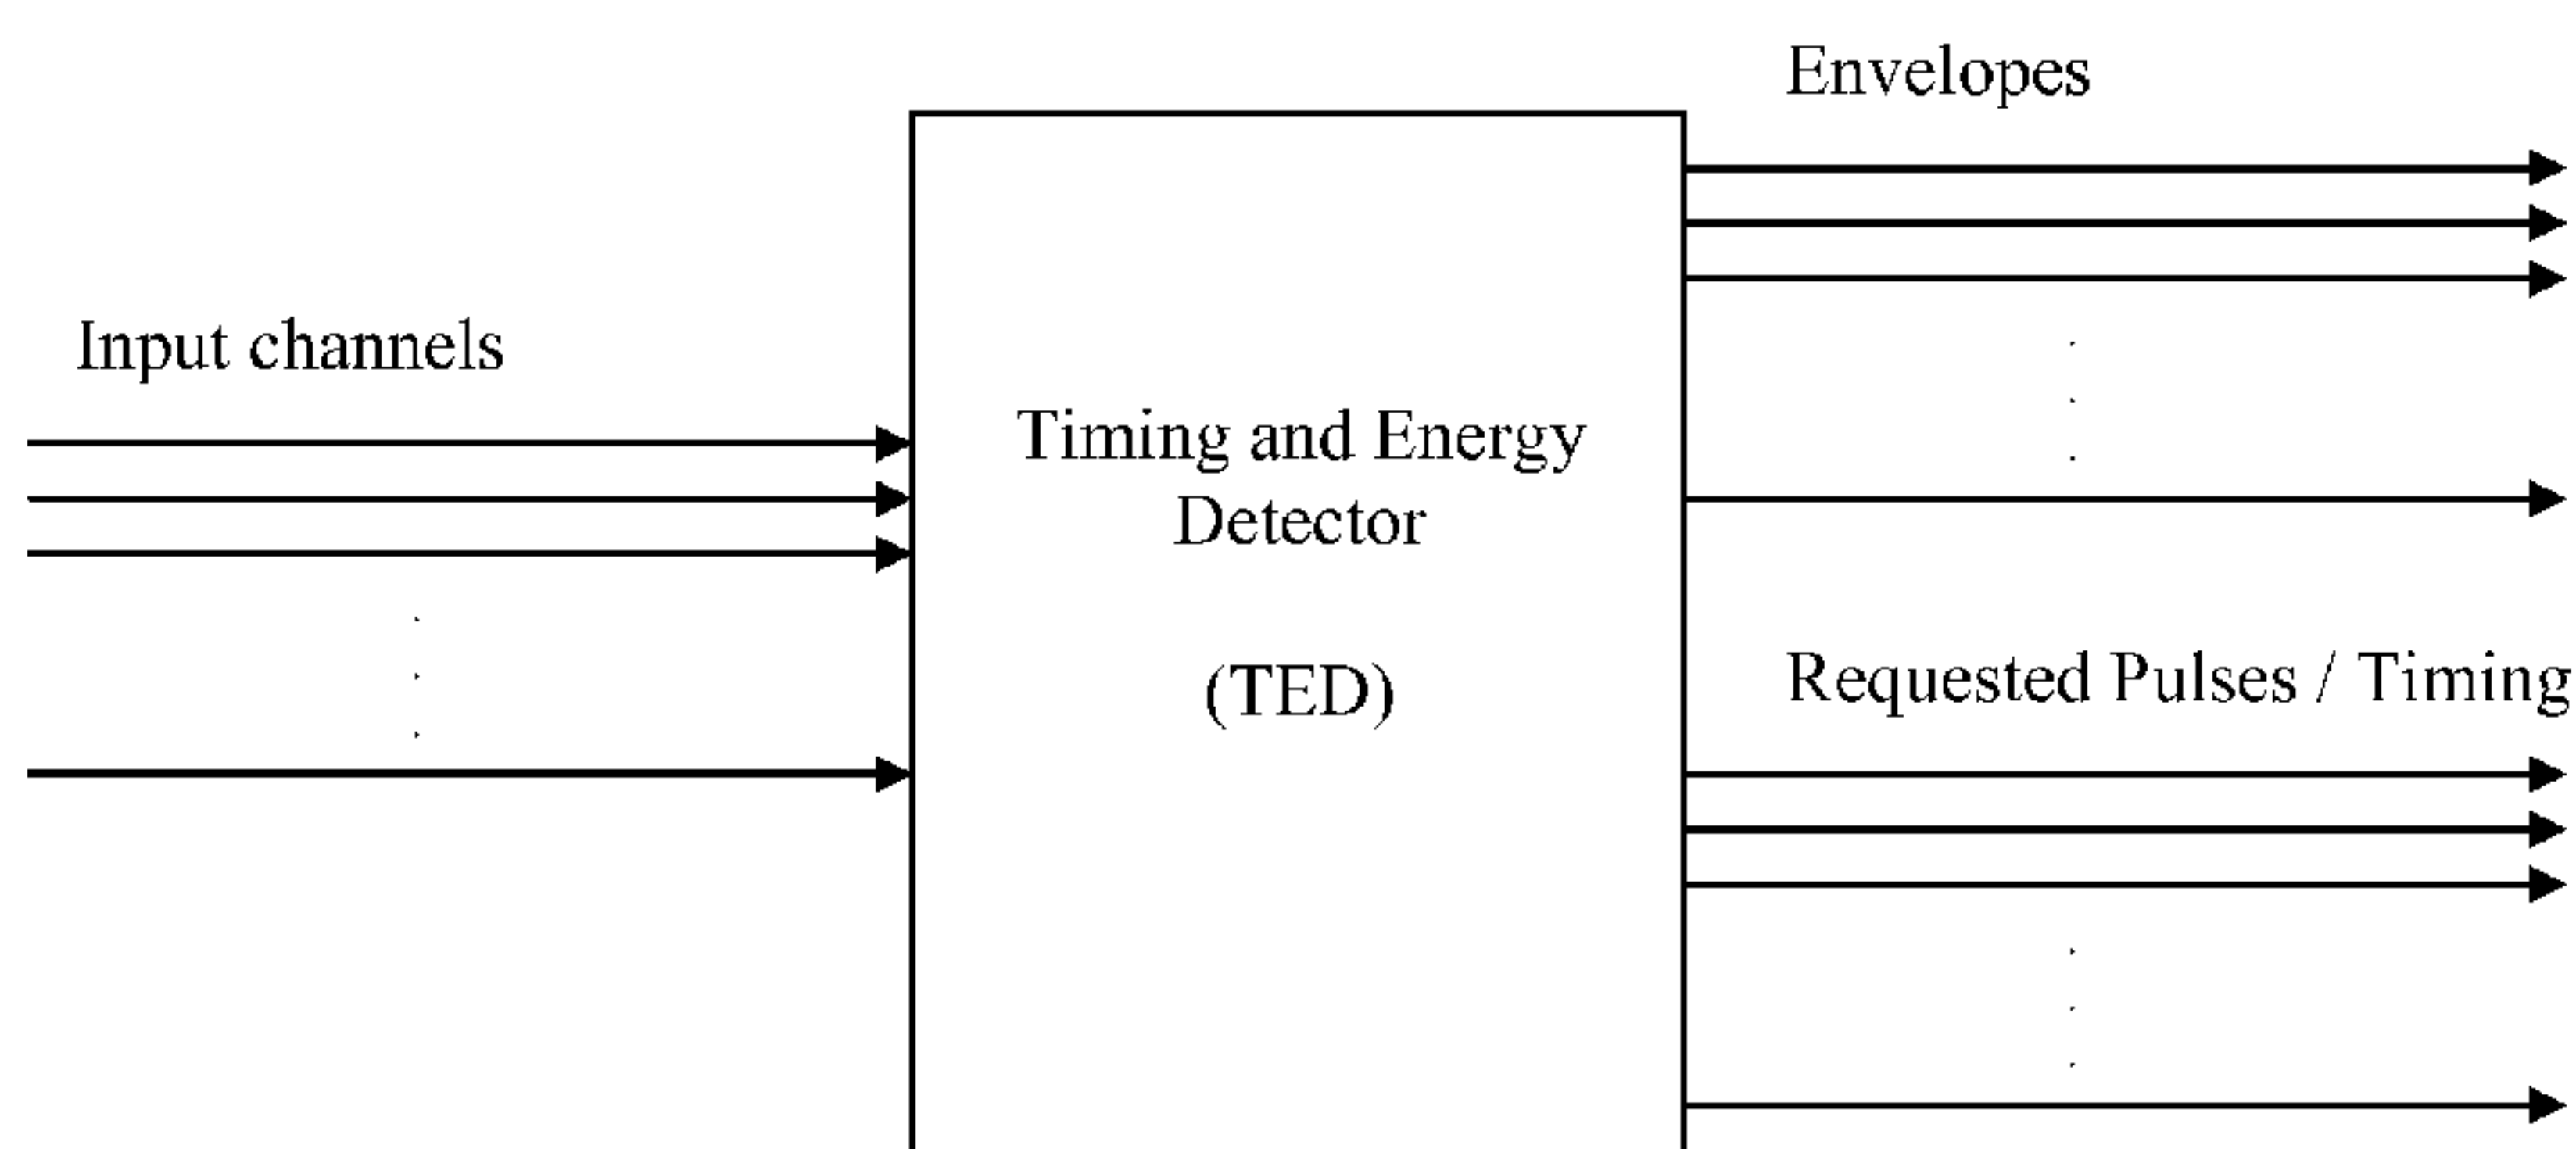 Envelopes
Input channels
Timing and Energy
Detector
(TED)
Requested Pulses / Timing